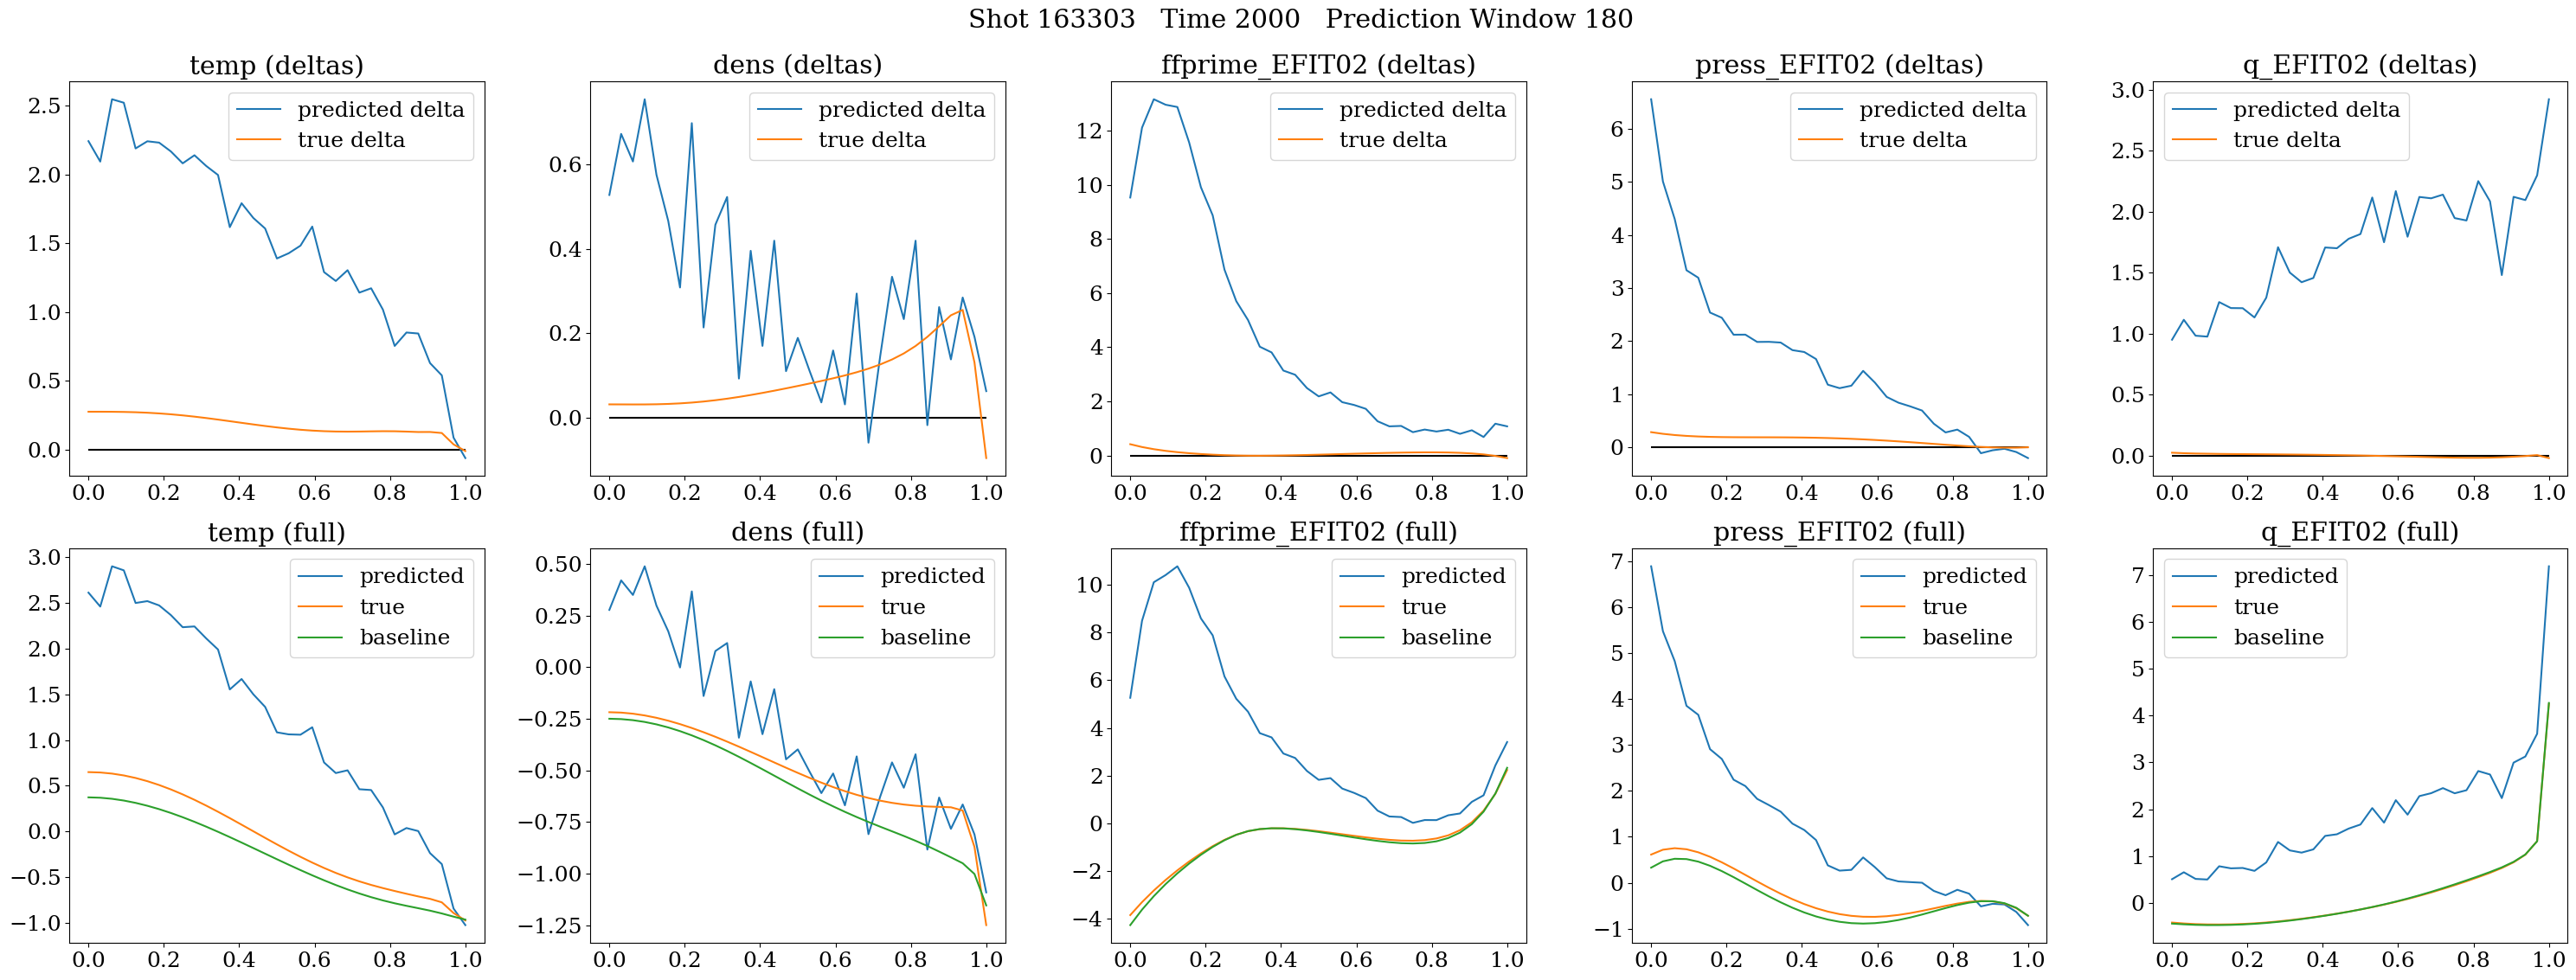 Shot 163303   Time 2000   Prediction Window 180
temp (deltas)
2.5
2.0
1.5
1.0
0.5
0.0
0.0 0.2 0.4 0.6 0.8 1.0
predicted delta
true delta
dens (deltas)
0.6
0.4
0.2
0.0
0.0 0.2 0.4 0.6 0.8 1.0
predicted delta
true delta
ffprime_EFIT02 (deltas)
12
10
8
6
4
2
0
0.0 0.2 0.4 0.6 0.8 1.0
predicted delta
true delta
press_EFIT02 (deltas)
6
5
4
3
2
1
0
0.0 0.2 0.4 0.6 0.8 1.0
predicted delta
true delta
q_EFIT02 (deltas)
3.0
2.5
2.0
1.5
1.0
0.5
0.0
0.0 0.2 0.4 0.6 0.8 1.0
predicted delta
true delta
temp (full)
3.0
2.5
2.0
1.5
1.0
0.5
0.0
−0.5
−1.0
0.0 0.2 0.4 0.6 0.8 1.0
predicted
true
baseline
dens (full)
0.50
0.25
0.00
−0.25
−0.50
−0.75
−1.00
−1.25
0.0 0.2 0.4 0.6 0.8 1.0
predicted
true
baseline
ffprime_EFIT02 (full)
10
8
6
4
2
0
−2
−4
0.0 0.2 0.4 0.6 0.8 1.0
predicted
true
baseline
press_EFIT02 (full)
7
6
5
4
3
2
1
0
−1
0.0 0.2 0.4 0.6 0.8 1.0
predicted
true
baseline
q_EFIT02 (full)
7
6
5
4
3
2
1
0
0.0 0.2 0.4 0.6 0.8 1.0
predicted
true
baseline